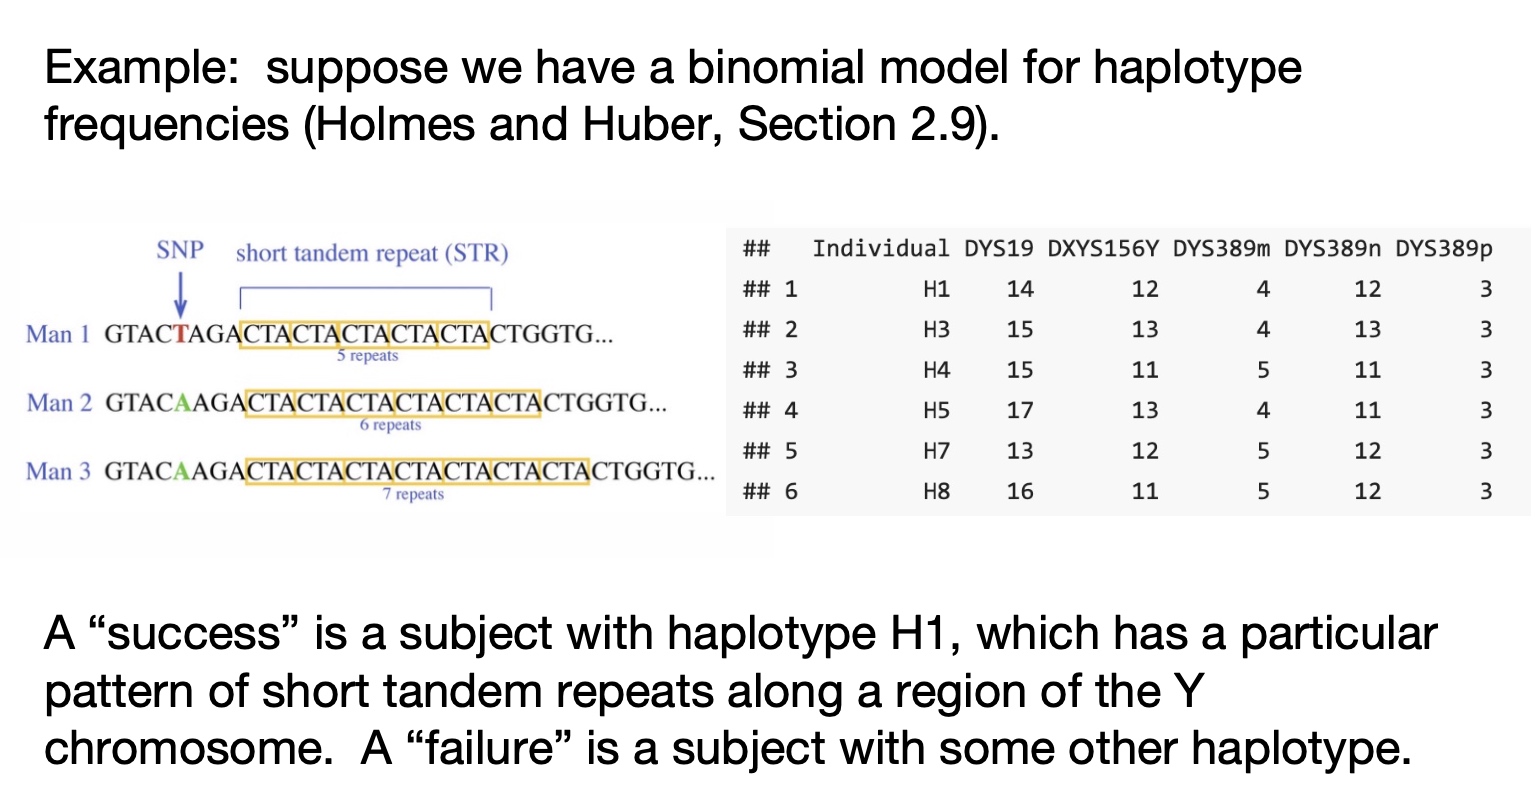 Example:  suppose we have a binomial model for haplotype
frequencies (Holmes and Huber, Section 2.9).
SNP short tandem repeat (STR)
Man 1 GTACTAGACTACTACTACTACTACTGGTG...
5 repeats
Man 2 GTACAAGACTACTACTACTACTACTACTGGTG...
6 repeats
Man 3 GTACAAGACTACTACTACTACTACTACTACTGGTG...
7 repeats
## Individual DYS19 DXYS156Y DYS389m DYS389n DYS389p
## 1 H1 14 12 4 12 3
## 2 H3 15 13 4 13 3
## 3 H4 15 11 5 11 3
## 4 H5 17 13 4 11 3
## 5 H7 13 12 5 12 3
## 6 H8 16 11 5 12 3
A “success” is a subject with haplotype H1, which has a particular
pattern of short tandem repeats along a region of the Y
chromosome.  A “failure” is a subject with some other haplotype.